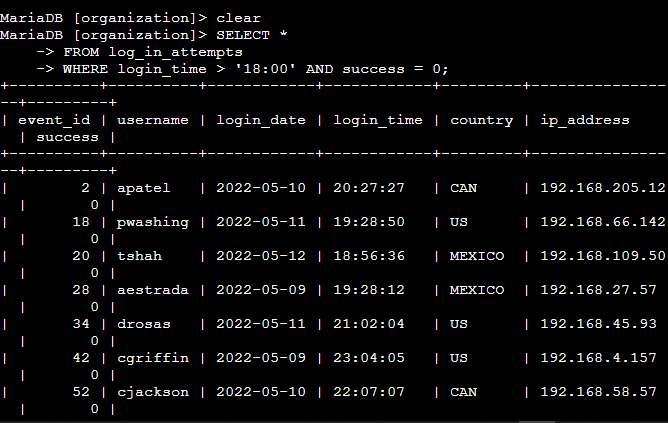 MariaDB [organization]> clear
MariaDB [organization]> SELECT *
    -> FROM log_in_attempts
    -> WHERE login_time > '18:00' AND success = 0;
+----------+----------+------------+------------+---------+---------------
--+---------+
| event_id | username | login_date | login_time | country | ip_address
  | success |
+----------+----------+------------+------------+---------+---------------
--+---------+
|        2 | apatel   | 2022-05-10 | 20:27:27   | CAN     | 192.168.205.12
  |       0 |
|       18 | pwashing | 2022-05-11 | 19:28:50   | US      | 192.168.66.142
  |       0 |
|       20 | tshah    | 2022-05-12 | 18:56:36   | MEXICO  | 192.168.109.50
  |       0 |
|       28 | aestrada | 2022-05-09 | 19:28:12   | MEXICO  | 192.168.27.57
  |       0 |
|       34 | drosas   | 2022-05-11 | 21:02:04   | US      | 192.168.45.93
  |       0 |
|       42 | cgriffin | 2022-05-09 | 23:04:05   | US      | 192.168.4.157
  |       0 |
|       52 | cjackson | 2022-05-10 | 22:07:07   | CAN     | 192.168.58.57
  |       0 |